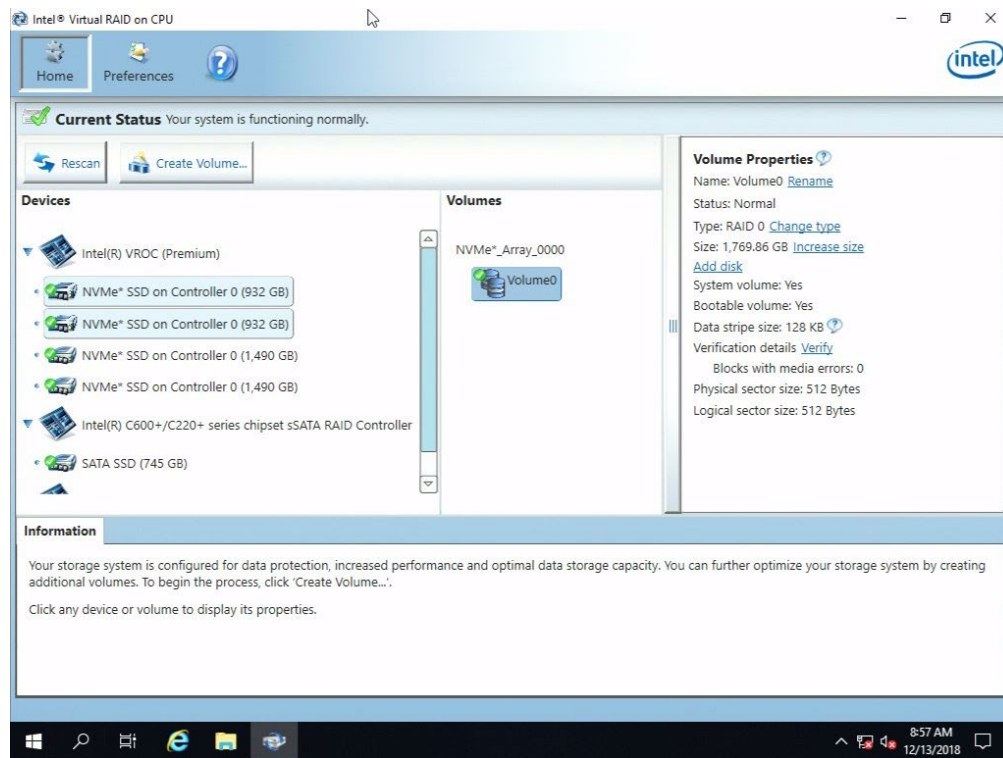 Intel® Virtual RAID on CPU
Home
Preferences
intel
Current Status Your system is functioning normally.
Rescan
Create Volume...
Devices
Intel(R) VROC (Premium)
NVMe* SSD on Controller 0 (932 GB)
NVMe* SSD on Controller 0 (932 GB)
NVMe* SSD on Controller 0 (1,490 GB)
NVMe* SSD on Controller 0 (1,490 GB)
Intel(R) C600+/C220+ series chipset sSATA RAID Controller
SATA SSD (745 GB)
Volumes
NVMe*_Array_0000
Volume0
Volume Properties
Name: Volume0 Rename
Status: Normal
Type: RAID 0 Change type
Size: 1,769.86 GB Increase size
Add disk
System volume: Yes
Bootable volume: Yes
Data stripe size: 128 KB
Verification details Verify
Blocks with media errors: 0
Physical sector size: 512 Bytes
Logical sector size: 512 Bytes
Information
Your storage system is configured for data protection, increased performance and optimal data storage capacity. You can further optimize your storage system by creating
additional volumes. To begin the process, click 'Create Volume...'.
Click any device or volume to display its properties.
8:57 AM
12/13/2018